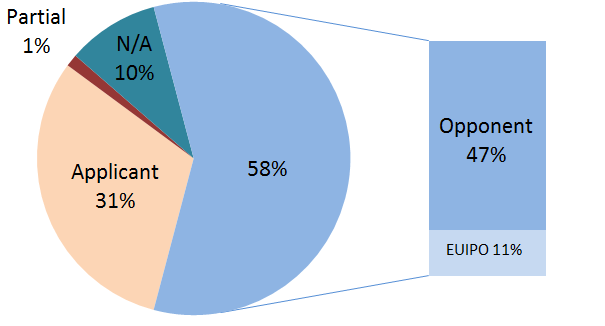 Partial
1%
N/A
10%
Applicant
31%
58%
Opponent
47%
EUIPO 11%